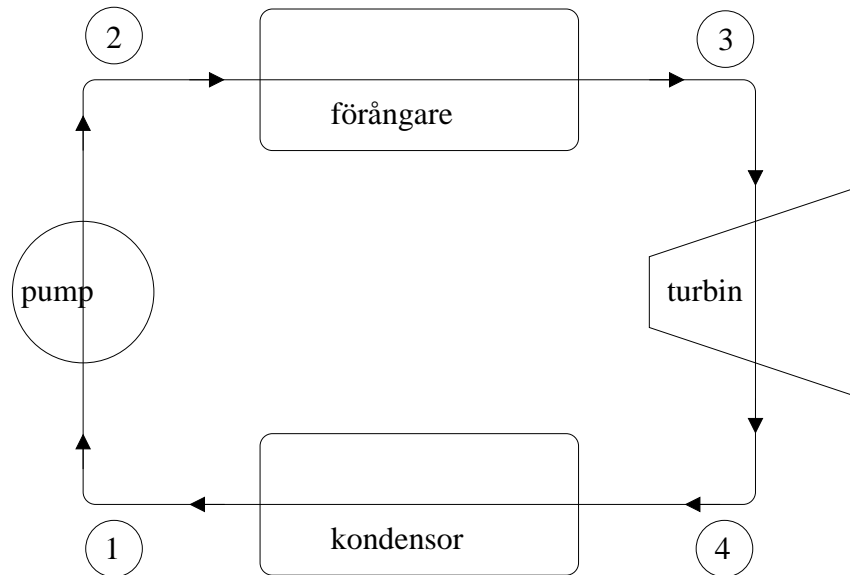 2
3
förångare
pump
turbin
kondensor
1
4